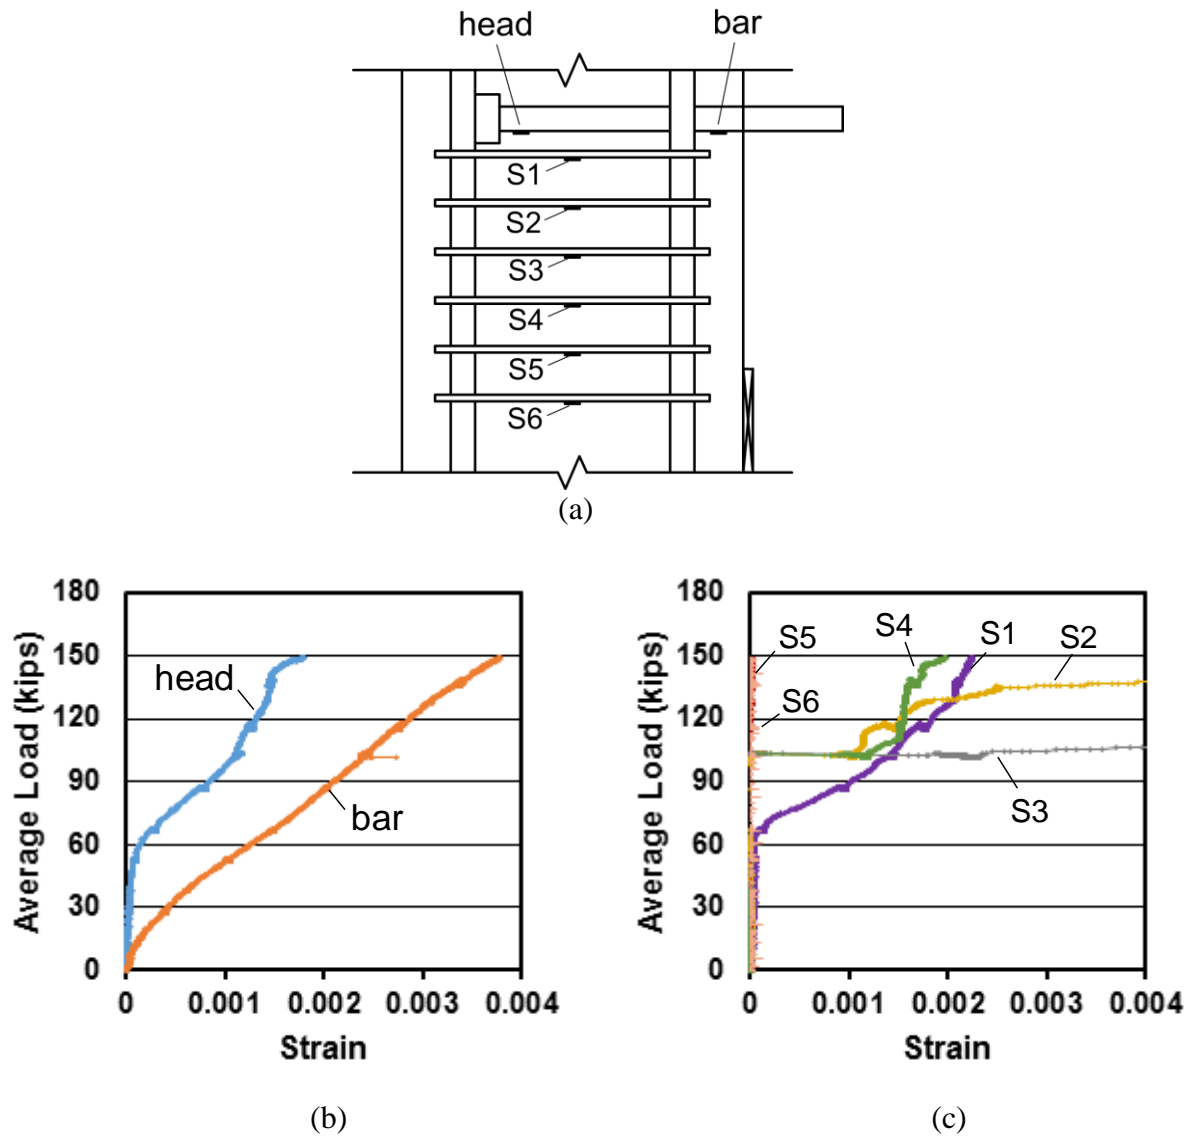 head bar
S1
S2
S3
S4
S5
S6
(a)
180
150
120
90
60
30
0
Average Load (kips)
head
bar
0 0.001 0.002 0.003 0.004
Strain
(b)
180
150
120
90
60
30
0
Average Load (kips)
S5 S4 S1 S2
S6
S3
0 0.001 0.002 0.003 0.004
Strain
(c)